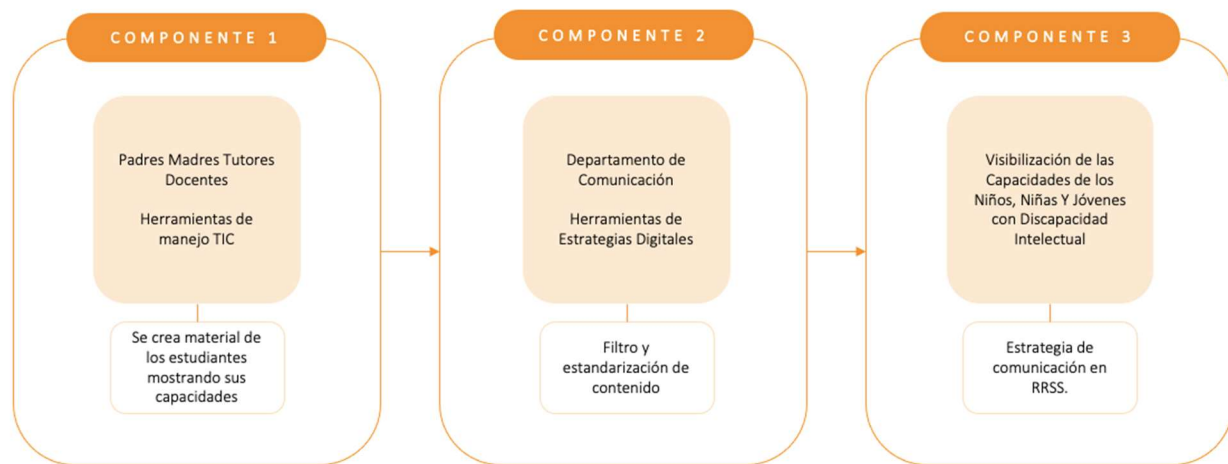 COMPONENTE 1
Padres Madres Tutores
Docentes
Herramientas de
manejo TIC
Se crea material de
los estudiantes
mostrando sus
capacidades
COMPONENTE 2
Departamento de
Comunicación
Herramientas de
Estrategias Digitales
Filtro y
estandarización de
contenido
COMPONENTE 3
Visibilización de las
Capacidades de los
Niños, Niñas Y Jóvenes
con Discapacidad
Intelectual
Estrategia de
comunicación en
RRSS.